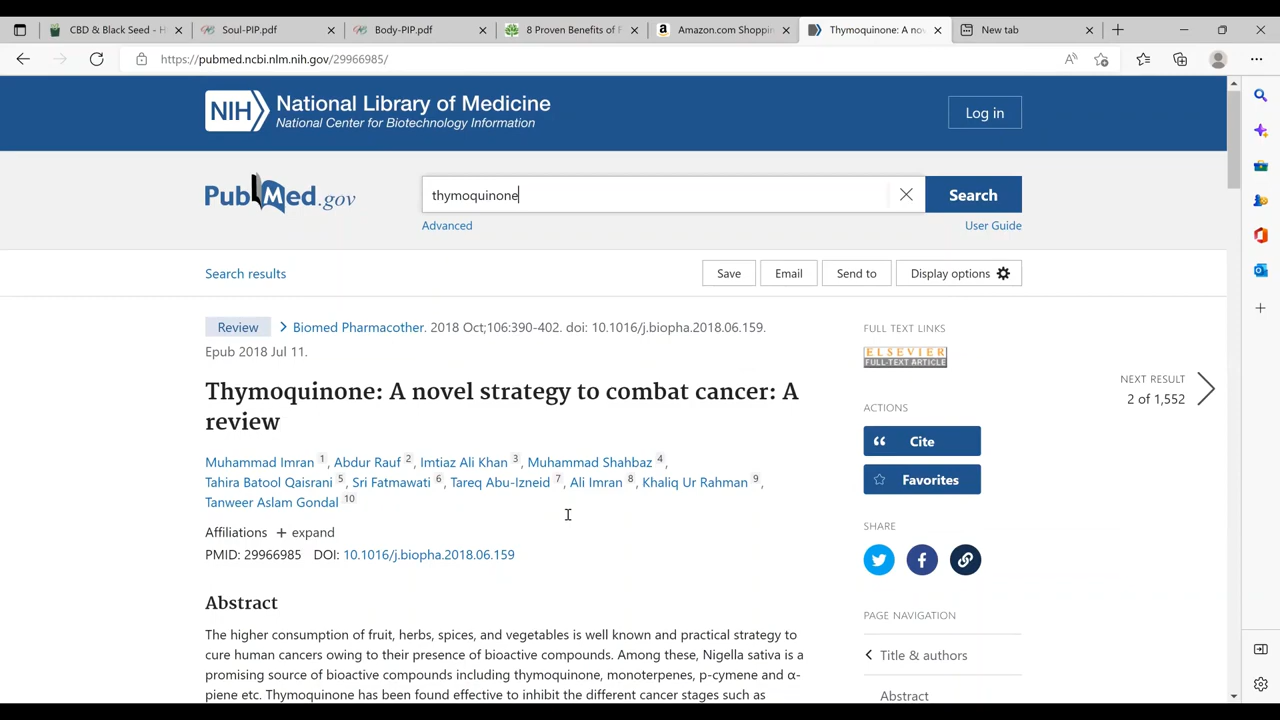 CBD & Black Seed - H
Soul-PIP.pdf
Body-PIP.pdf
8 Proven Benefits of
Amazon.com Shoppin
Thymoquinone: A no
New tab
https://pubmed.ncbi.nlm.nih.gov/29966985/
NIH National Library of Medicine
National Center for Biotechnology Information
Log in
PubMed.gov
thymoquinone
Search
Advanced
User Guide
Search results
Save
Email
Send to
Display options
Review
Biomed Pharmacother. 2018 Oct;106:390-402. doi: 10.1016/j.biopha.2018.06.159.
Epub 2018 Jul 11.
Thymoquinone: A novel strategy to combat cancer: A
review
Muhammad Imran 1, Abdur Rauf 2, Imtiaz Ali Khan 3, Muhammad Shahbaz 4,
Tahira Batool Qaisrani 5, Sri Fatmawati 6, Tareq Abu-Izneid 7, Ali Imran 8, Khaliq Ur Rahman 9,
Tanweer Aslam Gondal 10
Affiliations + expand
PMID: 29966985 DOI: 10.1016/j.biopha.2018.06.159
Abstract
The higher consumption of fruit, herbs, spices, and vegetables is well known and practical strategy to
cure human cancers owing to their presence of bioactive compounds. Among these, Nigella sativa is a
promising source of bioactive compounds including thymoquinone, monoterpenes, p-cymene and α-
piene etc. Thymoquinone has been found effective to inhibit the different cancer stages such as
FULL TEXT LINKS
ELSEVIER
FULL-TEXT ARTICLE
ACTIONS
Cite
Favorites
SHARE
PAGE NAVIGATION
Title & authors
Abstract
NEXT RESULT
2 of 1,552